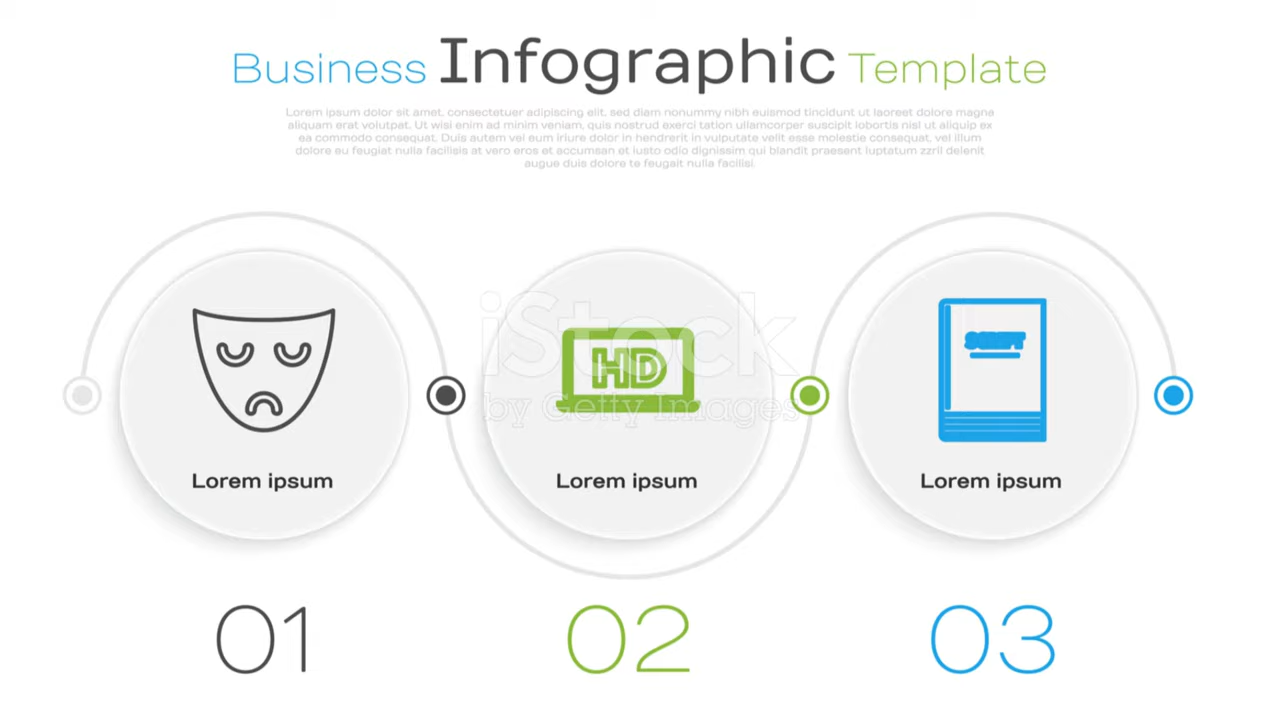 Business Infographic Template
Lorem ipsum dolor sit amet, consectetuer adipiscing elit, sed diam nonummy nibh euismod tincidunt ut laoreet dolore magna
aliquam erat volutpat. Ut wisi enim ad minim veniam, quis nostrud exerci tation ullamcorper suscipit lobortis nisl ut aliquip ex
ea commodo consequat. Duis autem vel eum iriure dolor in hendrerit in vulputate velit esse molestie consequat, vel illum
dolore eu feugiat nulla facilisis at vero eros et accumsan et iusto odio dignissim qui blandit praesent luptatum zzril delenit
augue duis dolore te feugait nulla facilisi.
iStock
by Getty Images
HD
SCRIPT
Lorem ipsum
Lorem ipsum
Lorem ipsum
01
02
03